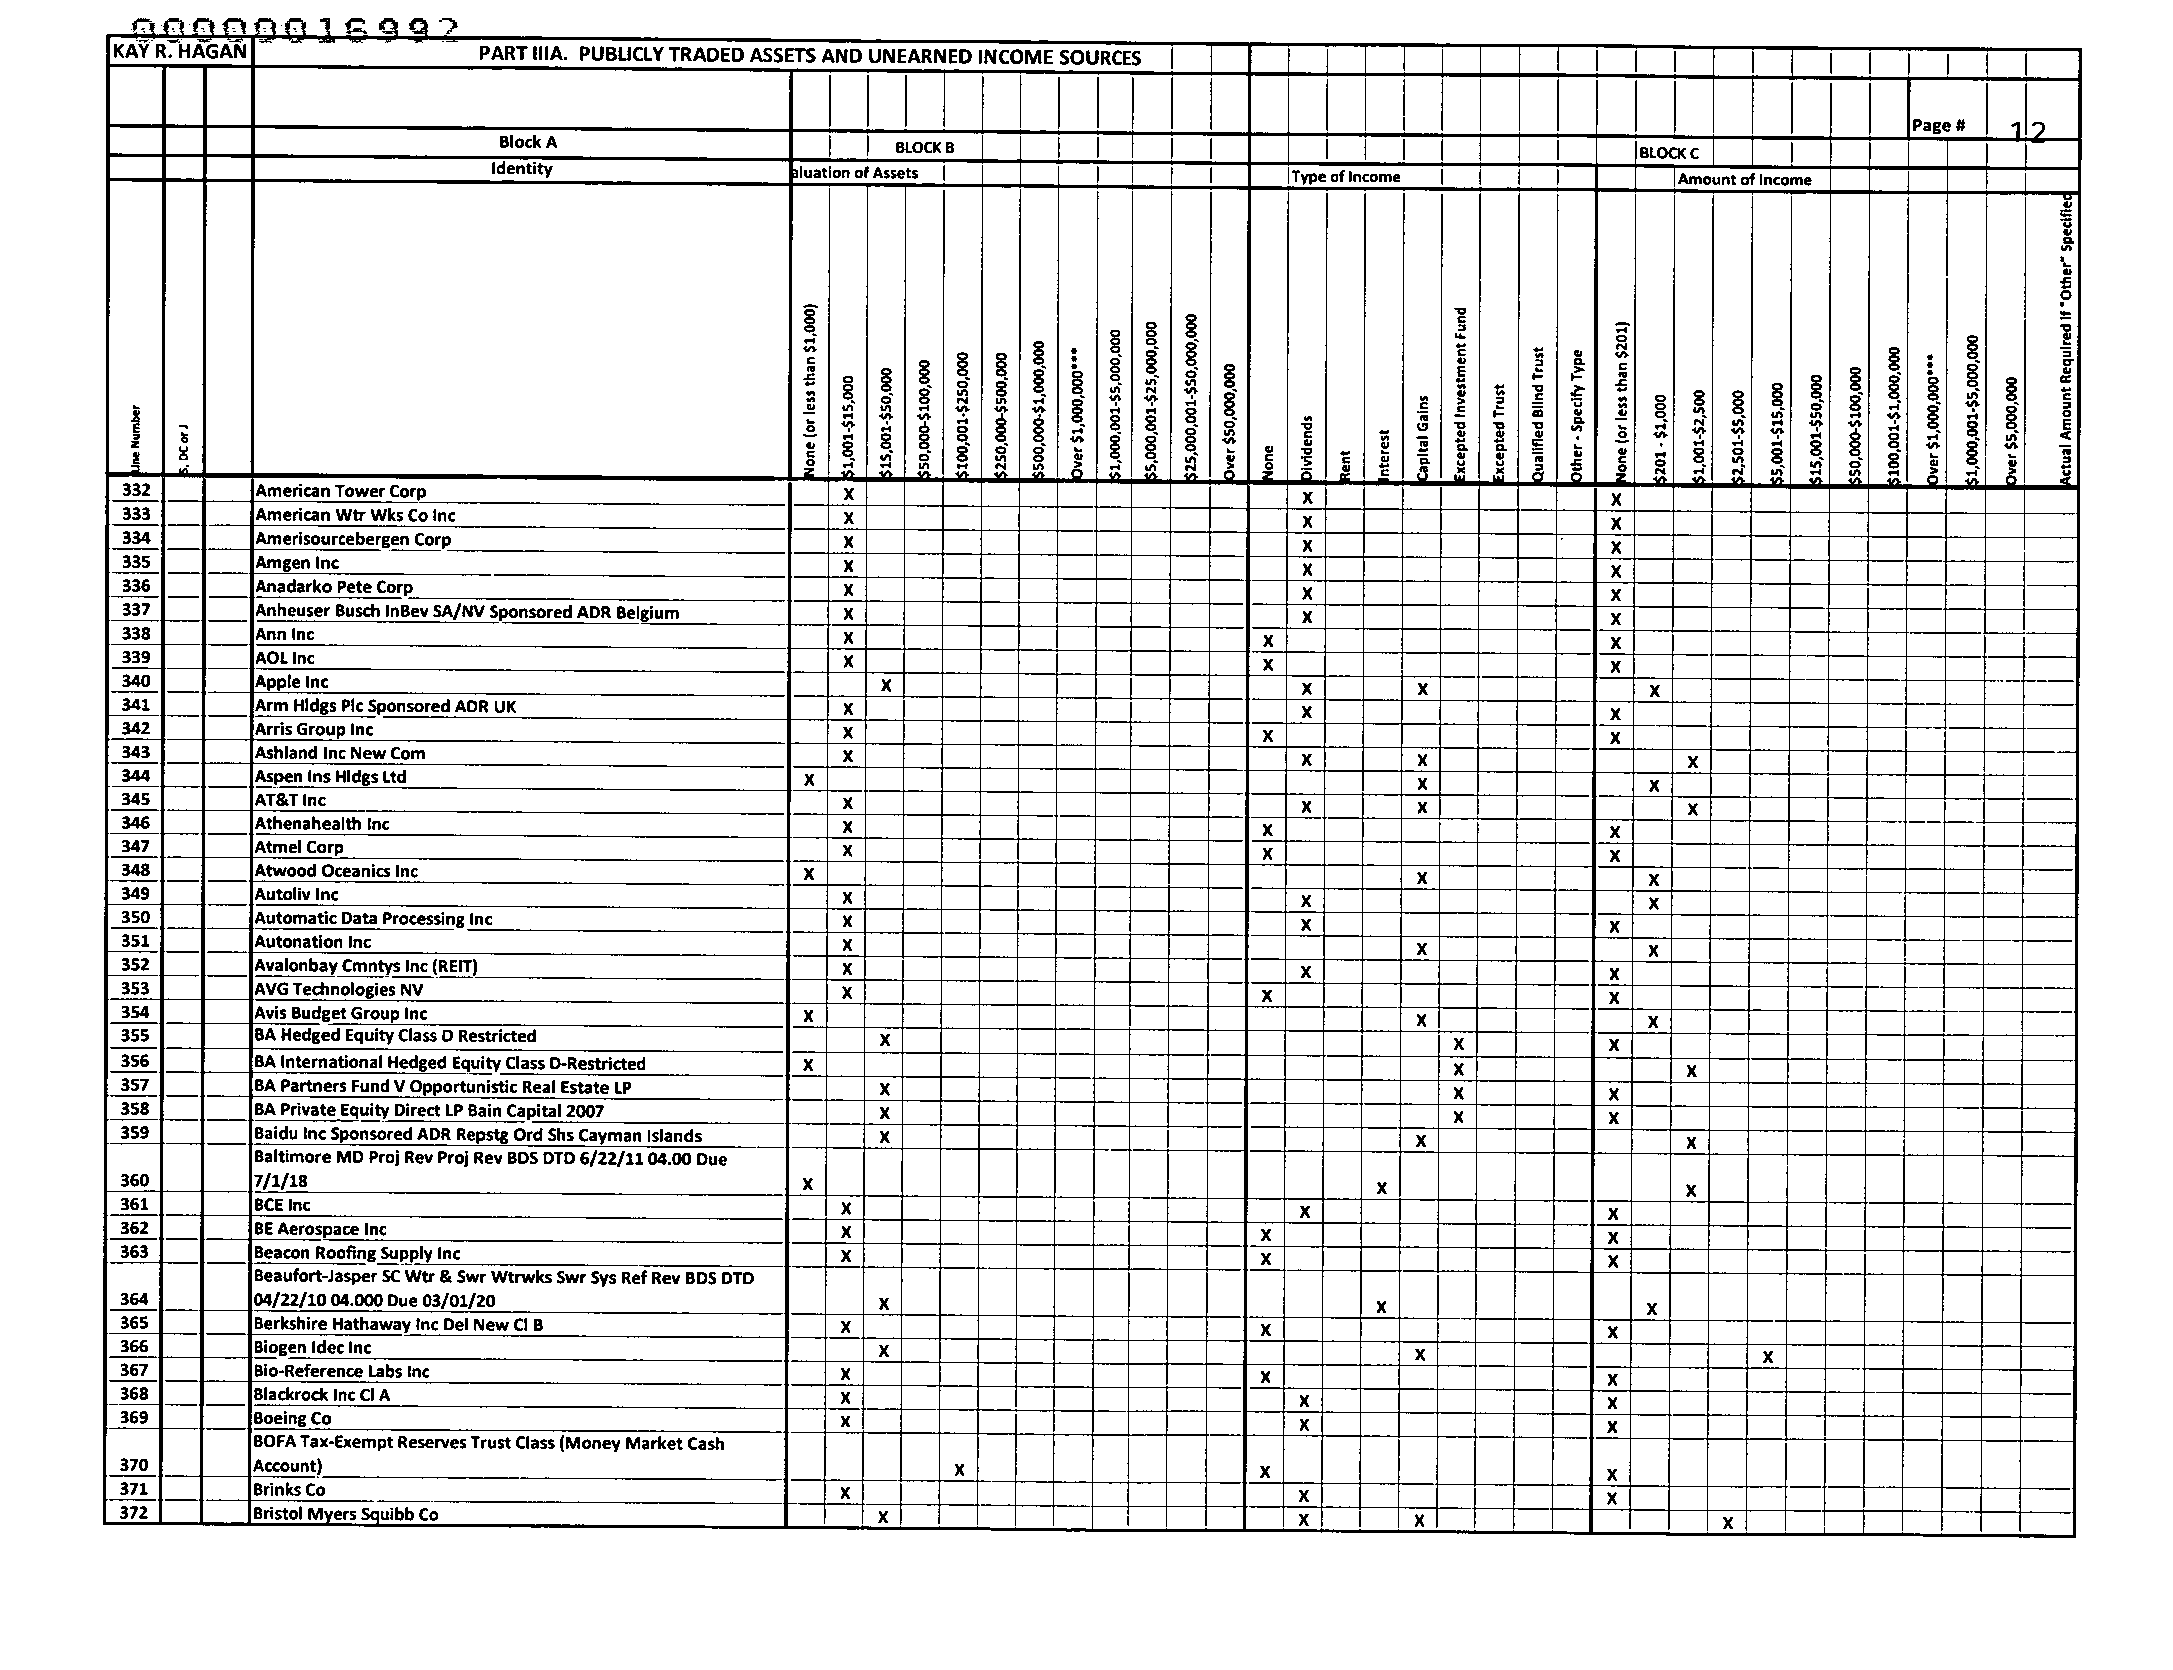 00000016992
KAY R. HAGAN PART IIIA. PUBLICLY TRADED ASSETS AND UNEARNED INCOME SOURCES
Page # 12
Block A BLOCK B BLOCK C
Identity aluation of Assets Type of Income Amount of Income
Line Number
S, DC or J
None (or less than $1,000)
$1,001-$15,000
$15,001-$50,000
$50,000-$100,000
$100,001-$250,000
$250,000-$500,000
$500,000-$1,000,000
Over $1,000,000***
$1,000,001-$5,000,000
$5,000,001-$25,000,000
$25,000,001-$50,000,000
Over $50,000,000
None
Dividends
Rent
Interest
Capital Gains
Excepted Investment Fund
Excepted Trust
Qualified Blind Trust
Other - Specify Type
None (or less than $201)
$201 - $1,000
$1,001-$2,500
$2,501-$5,000
$5,001-$15,000
$15,001-$50,000
$50,000-$100,000
$100,001-$1,000,000
Over $1,000,000***
$1,000,001-$5,000,000
Over $5,000,000
Actual Amount Required if "Other" Specified
332 American Tower Corp X X X
333 American Wtr Wks Co Inc X X X
334 Amerisourcebergen Corp X X X
335 Amgen Inc X X X
336 Anadarko Pete Corp X X X
337 Anheuser Busch InBev SA/NV Sponsored ADR Belgium X X X
338 Ann Inc X X X
339 AOL Inc X X X
340 Apple Inc X X X X
341 Arm Hldgs Plc Sponsored ADR UK X X X
342 Arris Group Inc X X X
343 Ashland Inc New Com X X X X
344 Aspen Ins Hldgs Ltd X X X
345 AT&T Inc X X X X
346 Athenahealth Inc X X X
347 Atmel Corp X X X
348 Atwood Oceanics Inc X X X
349 Autoliv Inc X X X
350 Automatic Data Processing Inc X X X
351 Autonation Inc X X X
352 Avalonbay Cmntys Inc (REIT) X X X
353 AVG Technologies NV X X X
354 Avis Budget Group Inc X X X
355 BA Hedged Equity Class D Restricted X X X
356 BA International Hedged Equity Class D-Restricted X X X
357 BA Partners Fund V Opportunistic Real Estate LP X X X
358 BA Private Equity Direct LP Bain Capital 2007 X X X
359 Baidu Inc Sponsored ADR Repstg Ord Shs Cayman Islands X X X
Baltimore MD Proj Rev Proj Rev BDS DTD 6/22/11 04.00 Due
360 7/1/18 X X X
361 BCE Inc X X X
362 BE Aerospace Inc X X X
363 Beacon Roofing Supply Inc X X X
Beaufort-Jasper SC Wtr & Swr Wtrwks Swr Sys Ref Rev BDS DTD
364 04/22/10 04.000 Due 03/01/20 X X X
365 Berkshire Hathaway Inc Del New Cl B X X X
366 Biogen Idec Inc X X X
367 Bio-Reference Labs Inc X X X
368 Blackrock Inc Cl A X X X
369 Boeing Co X X X
BOFA Tax-Exempt Reserves Trust Class (Money Market Cash
370 Account) X X X
371 Brinks Co X X X
372 Bristol Myers Squibb Co X X X X